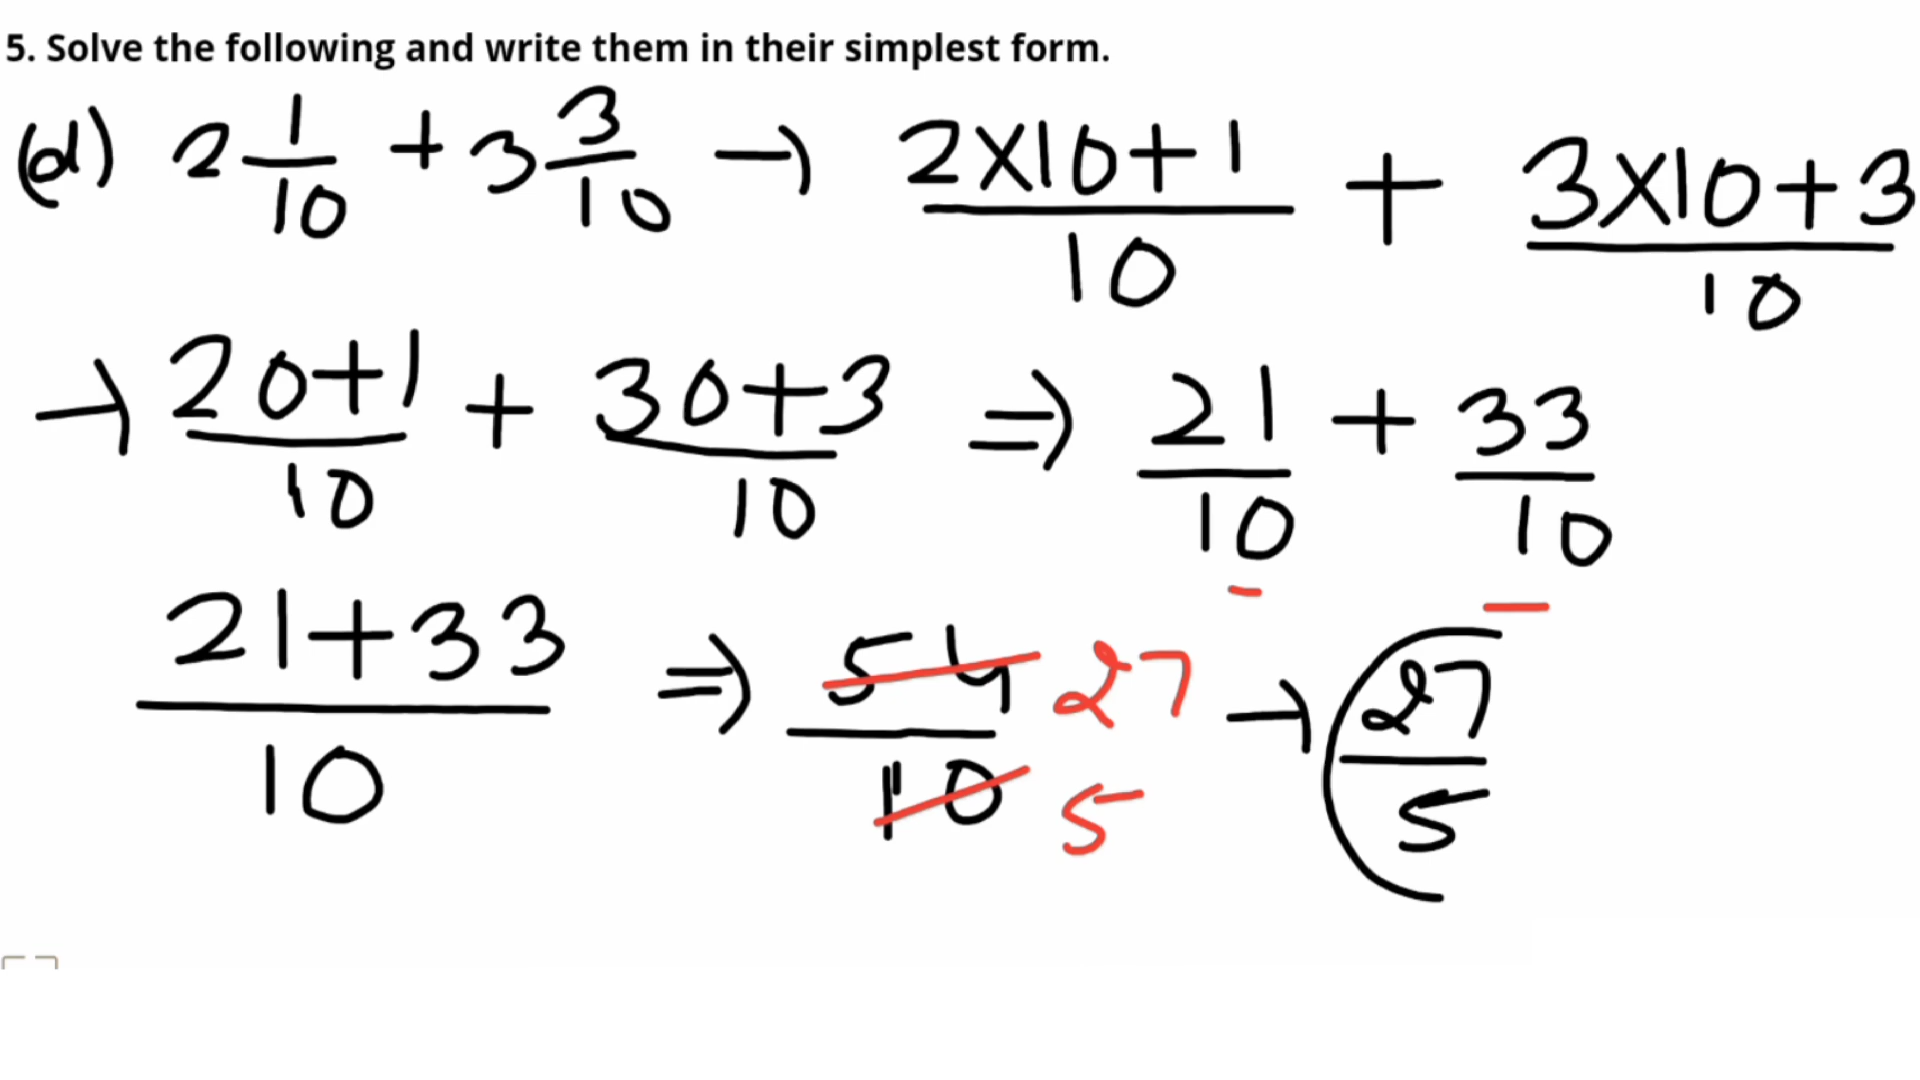 5. Solve the following and write them in their simplest form.
(d) 2 1/10 + 3 3/10 → 2×10+1/10 + 3×10+3/10
→ 20+1/10 + 30+3/10 ⇒ 21/10 + 33/10
21+33/10 ⇒ 54/10 27/5 → 27/5